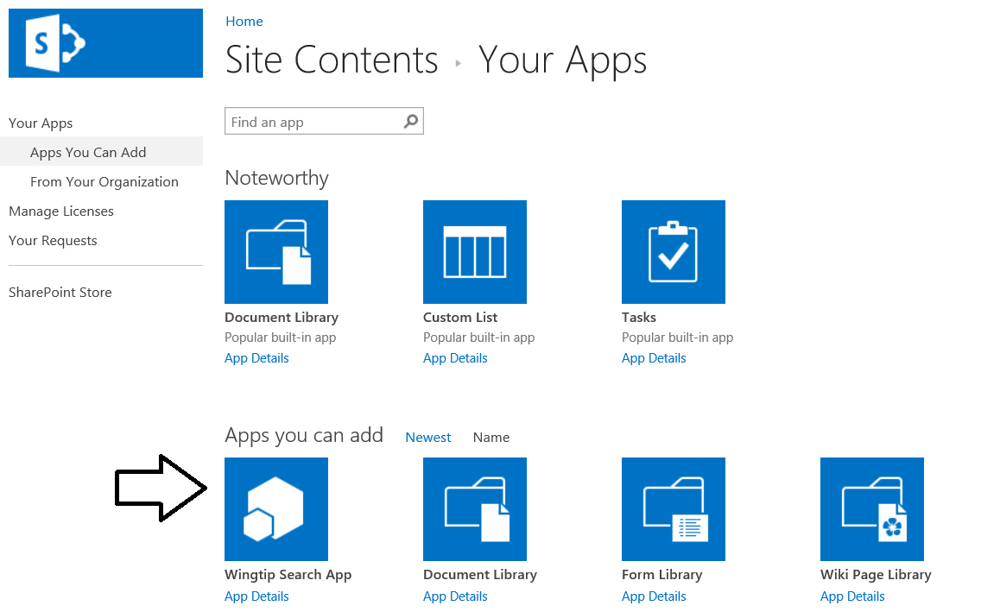 S
Home
Site Contents ▸ Your Apps
Find an app
Your Apps
Apps You Can Add
From Your Organization
Manage Licenses
Your Requests
SharePoint Store
Noteworthy
Document Library
Popular built-in app
App Details
Custom List
Popular built-in app
App Details
Tasks
Popular built-in app
App Details
Apps you can add
Newest
Name
Wingtip Search App
App Details
Document Library
App Details
Form Library
App Details
Wiki Page Library
App Details